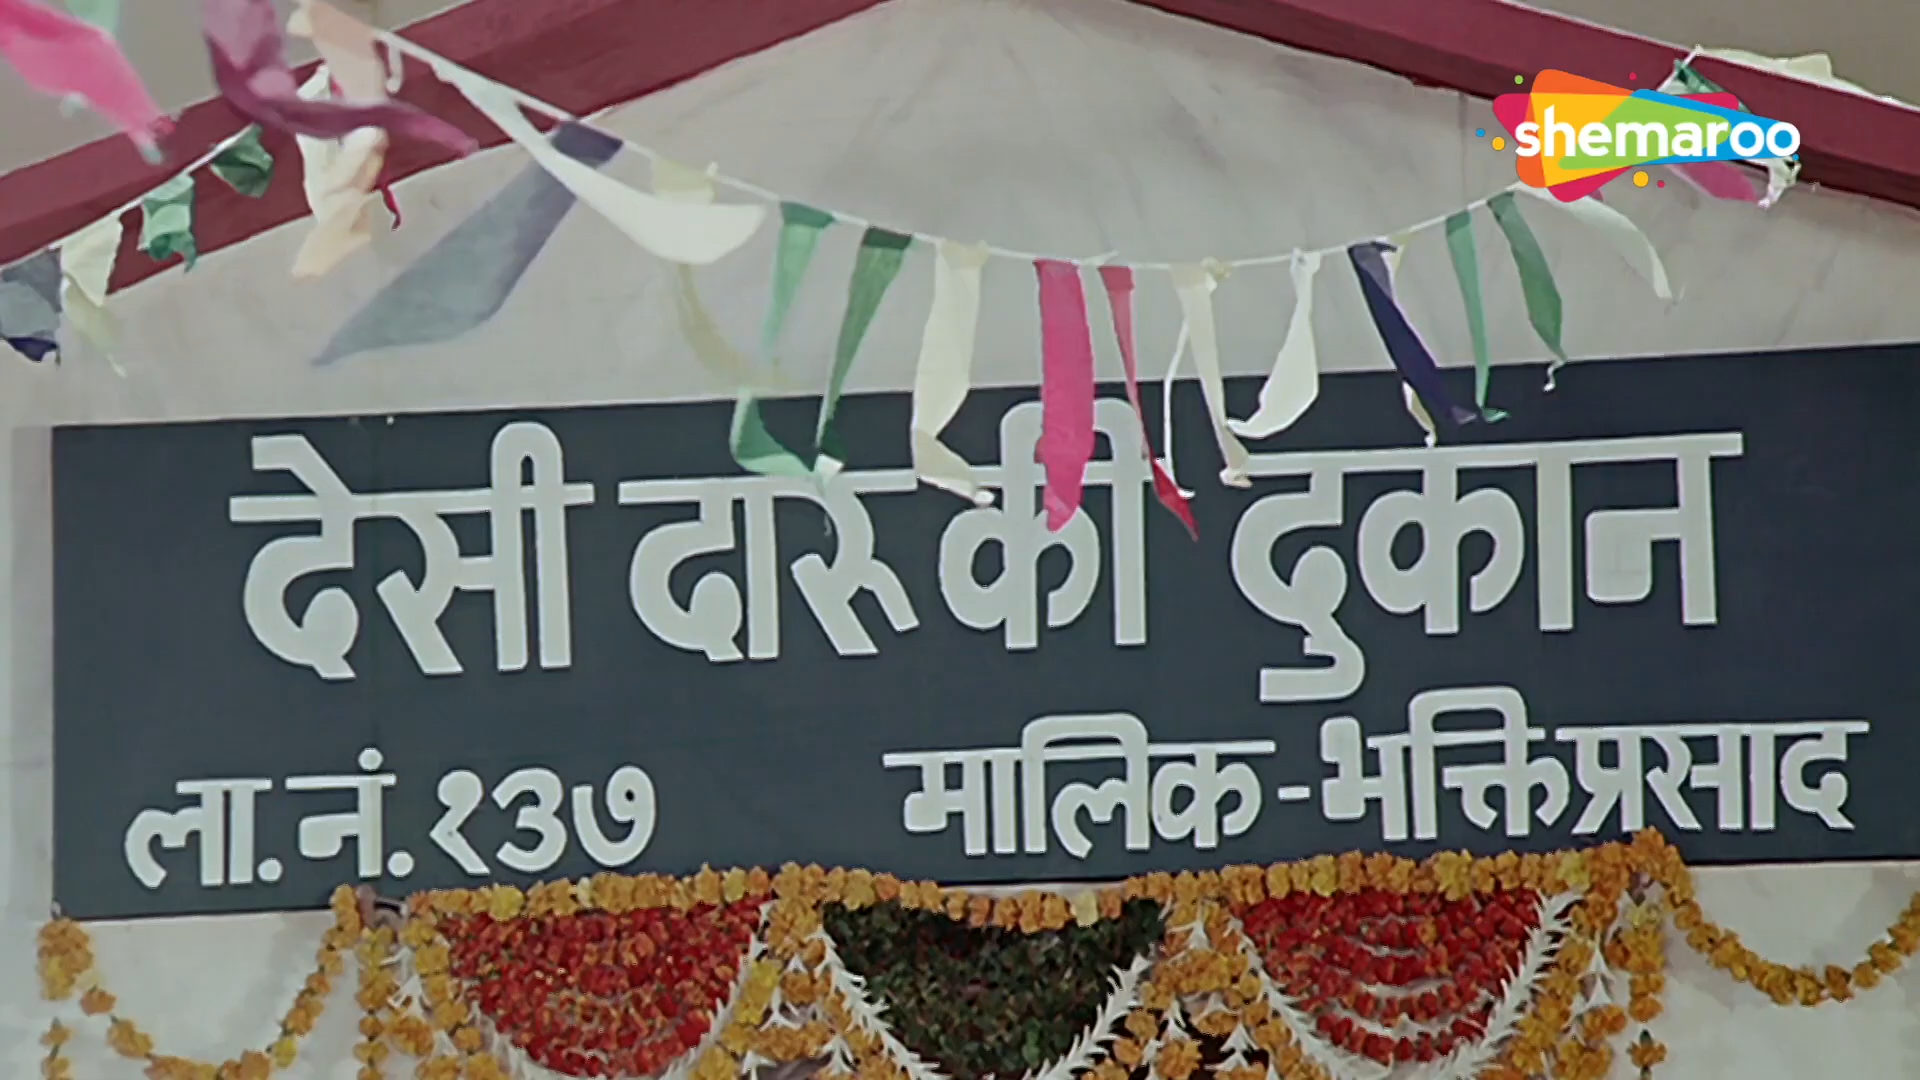 shemaroo
देसी दारू की दुकान
ला. नं. १३७
मालिक - भक्ति प्रसाद